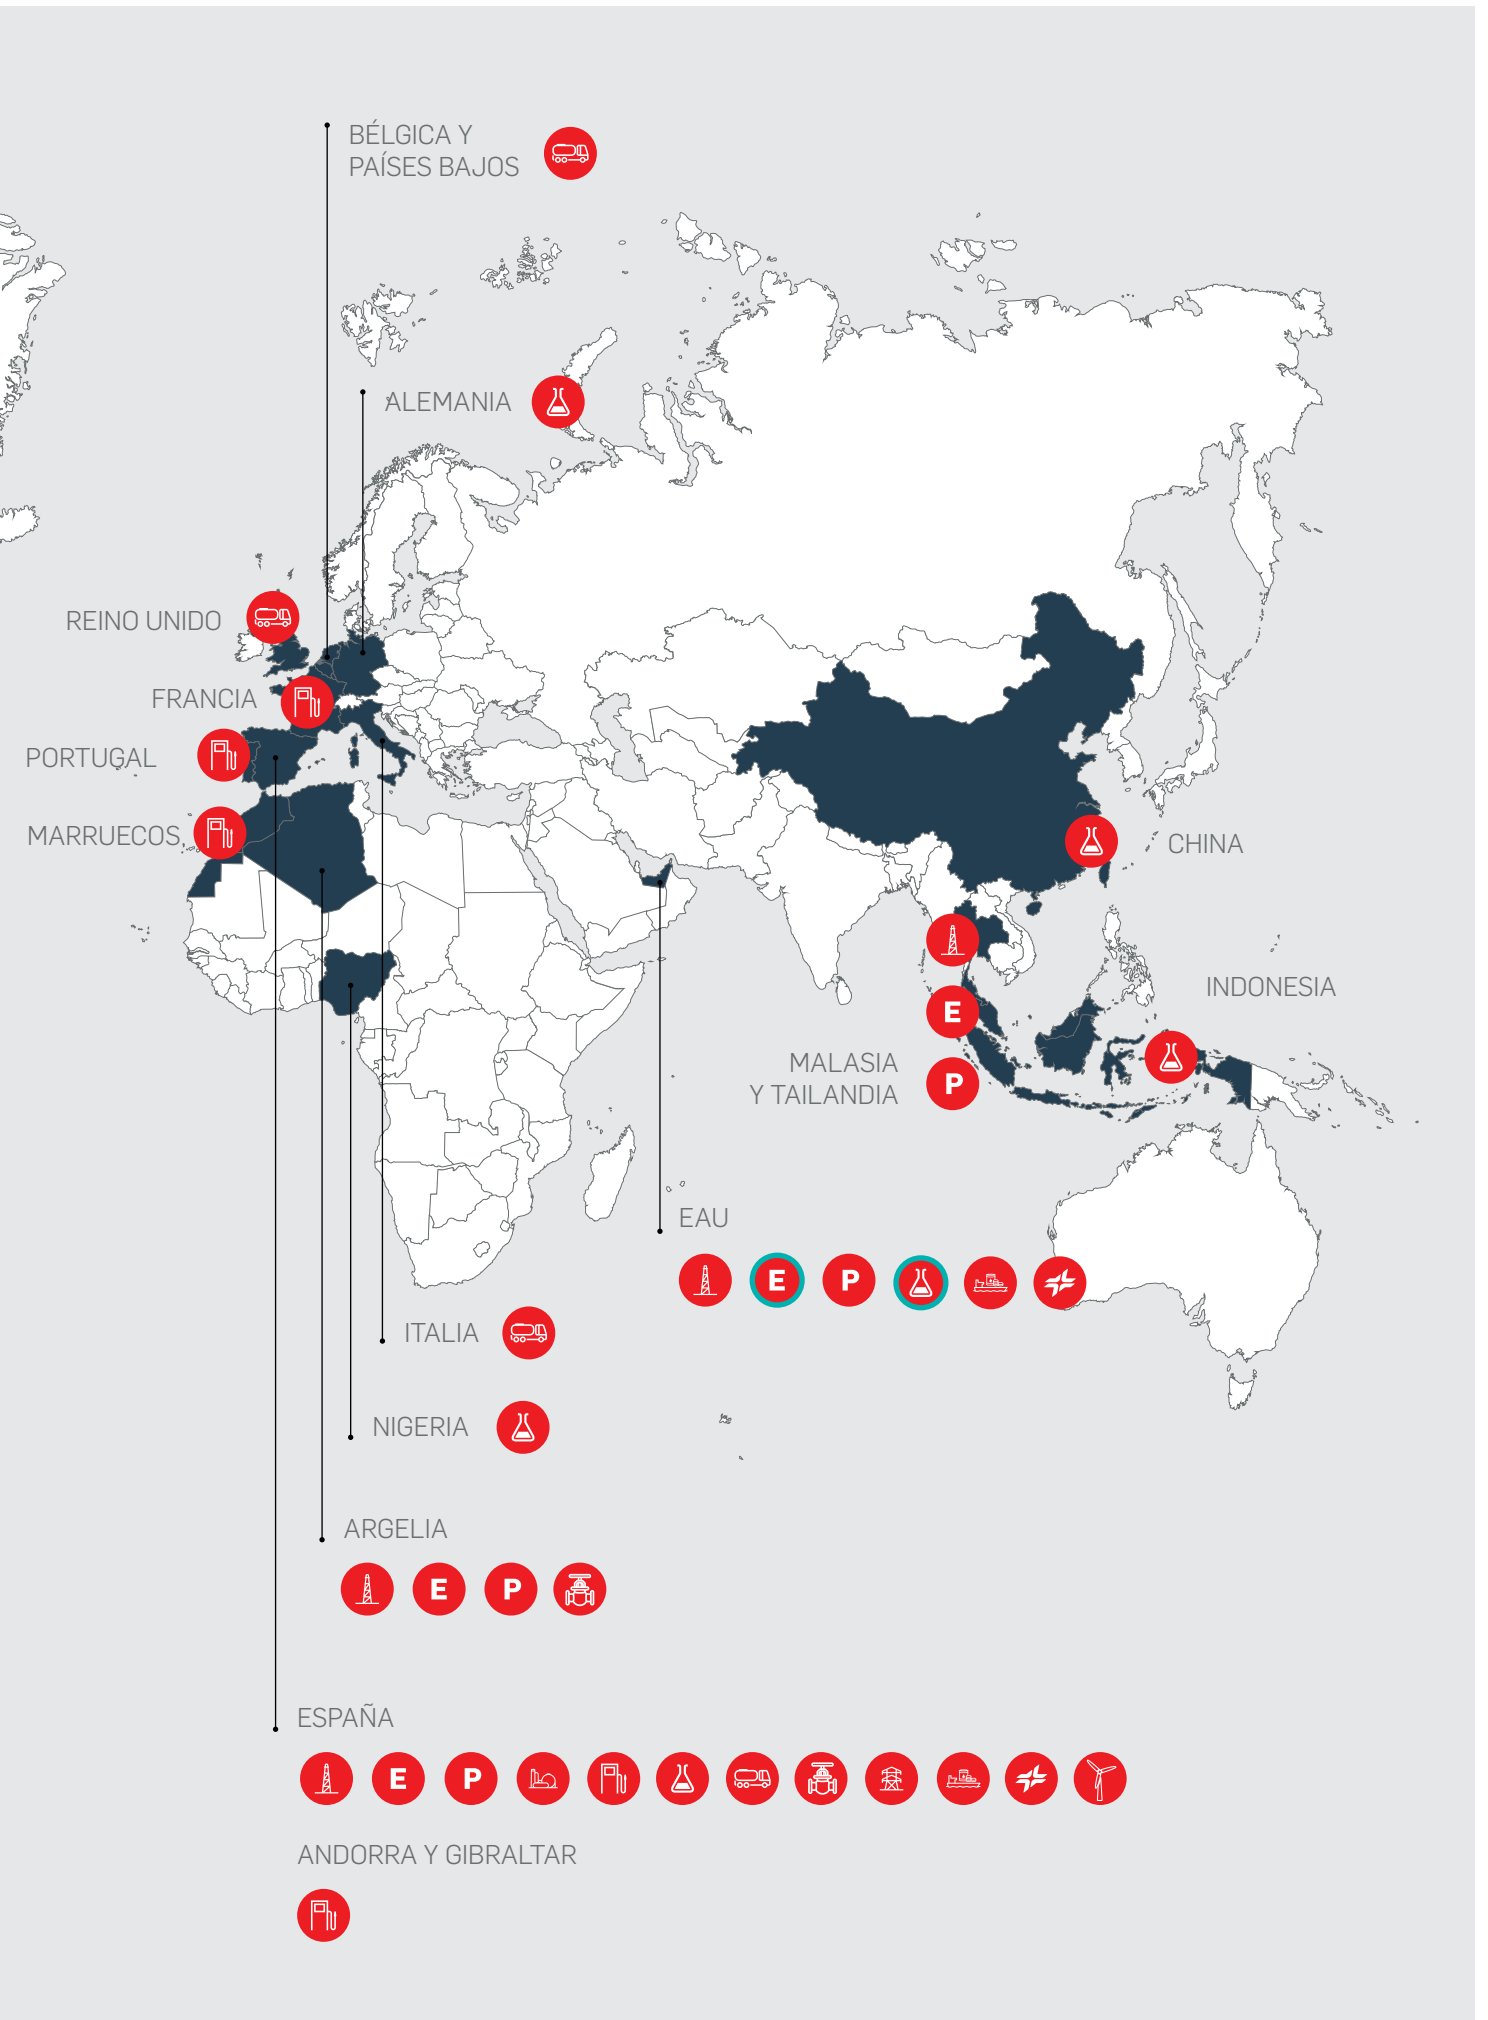 BÉLGICA Y
PAÍSES BAJOS
ALEMANIA
REINO UNIDO
FRANCIA
PORTUGAL
MARRUECOS
CHINA
INDONESIA
E
MALASIA
Y TAILANDIA
P
EAU
E
P
ITALIA
NIGERIA
ARGELIA
E
P
ESPAÑA
E
P
ANDORRA Y GIBRALTAR